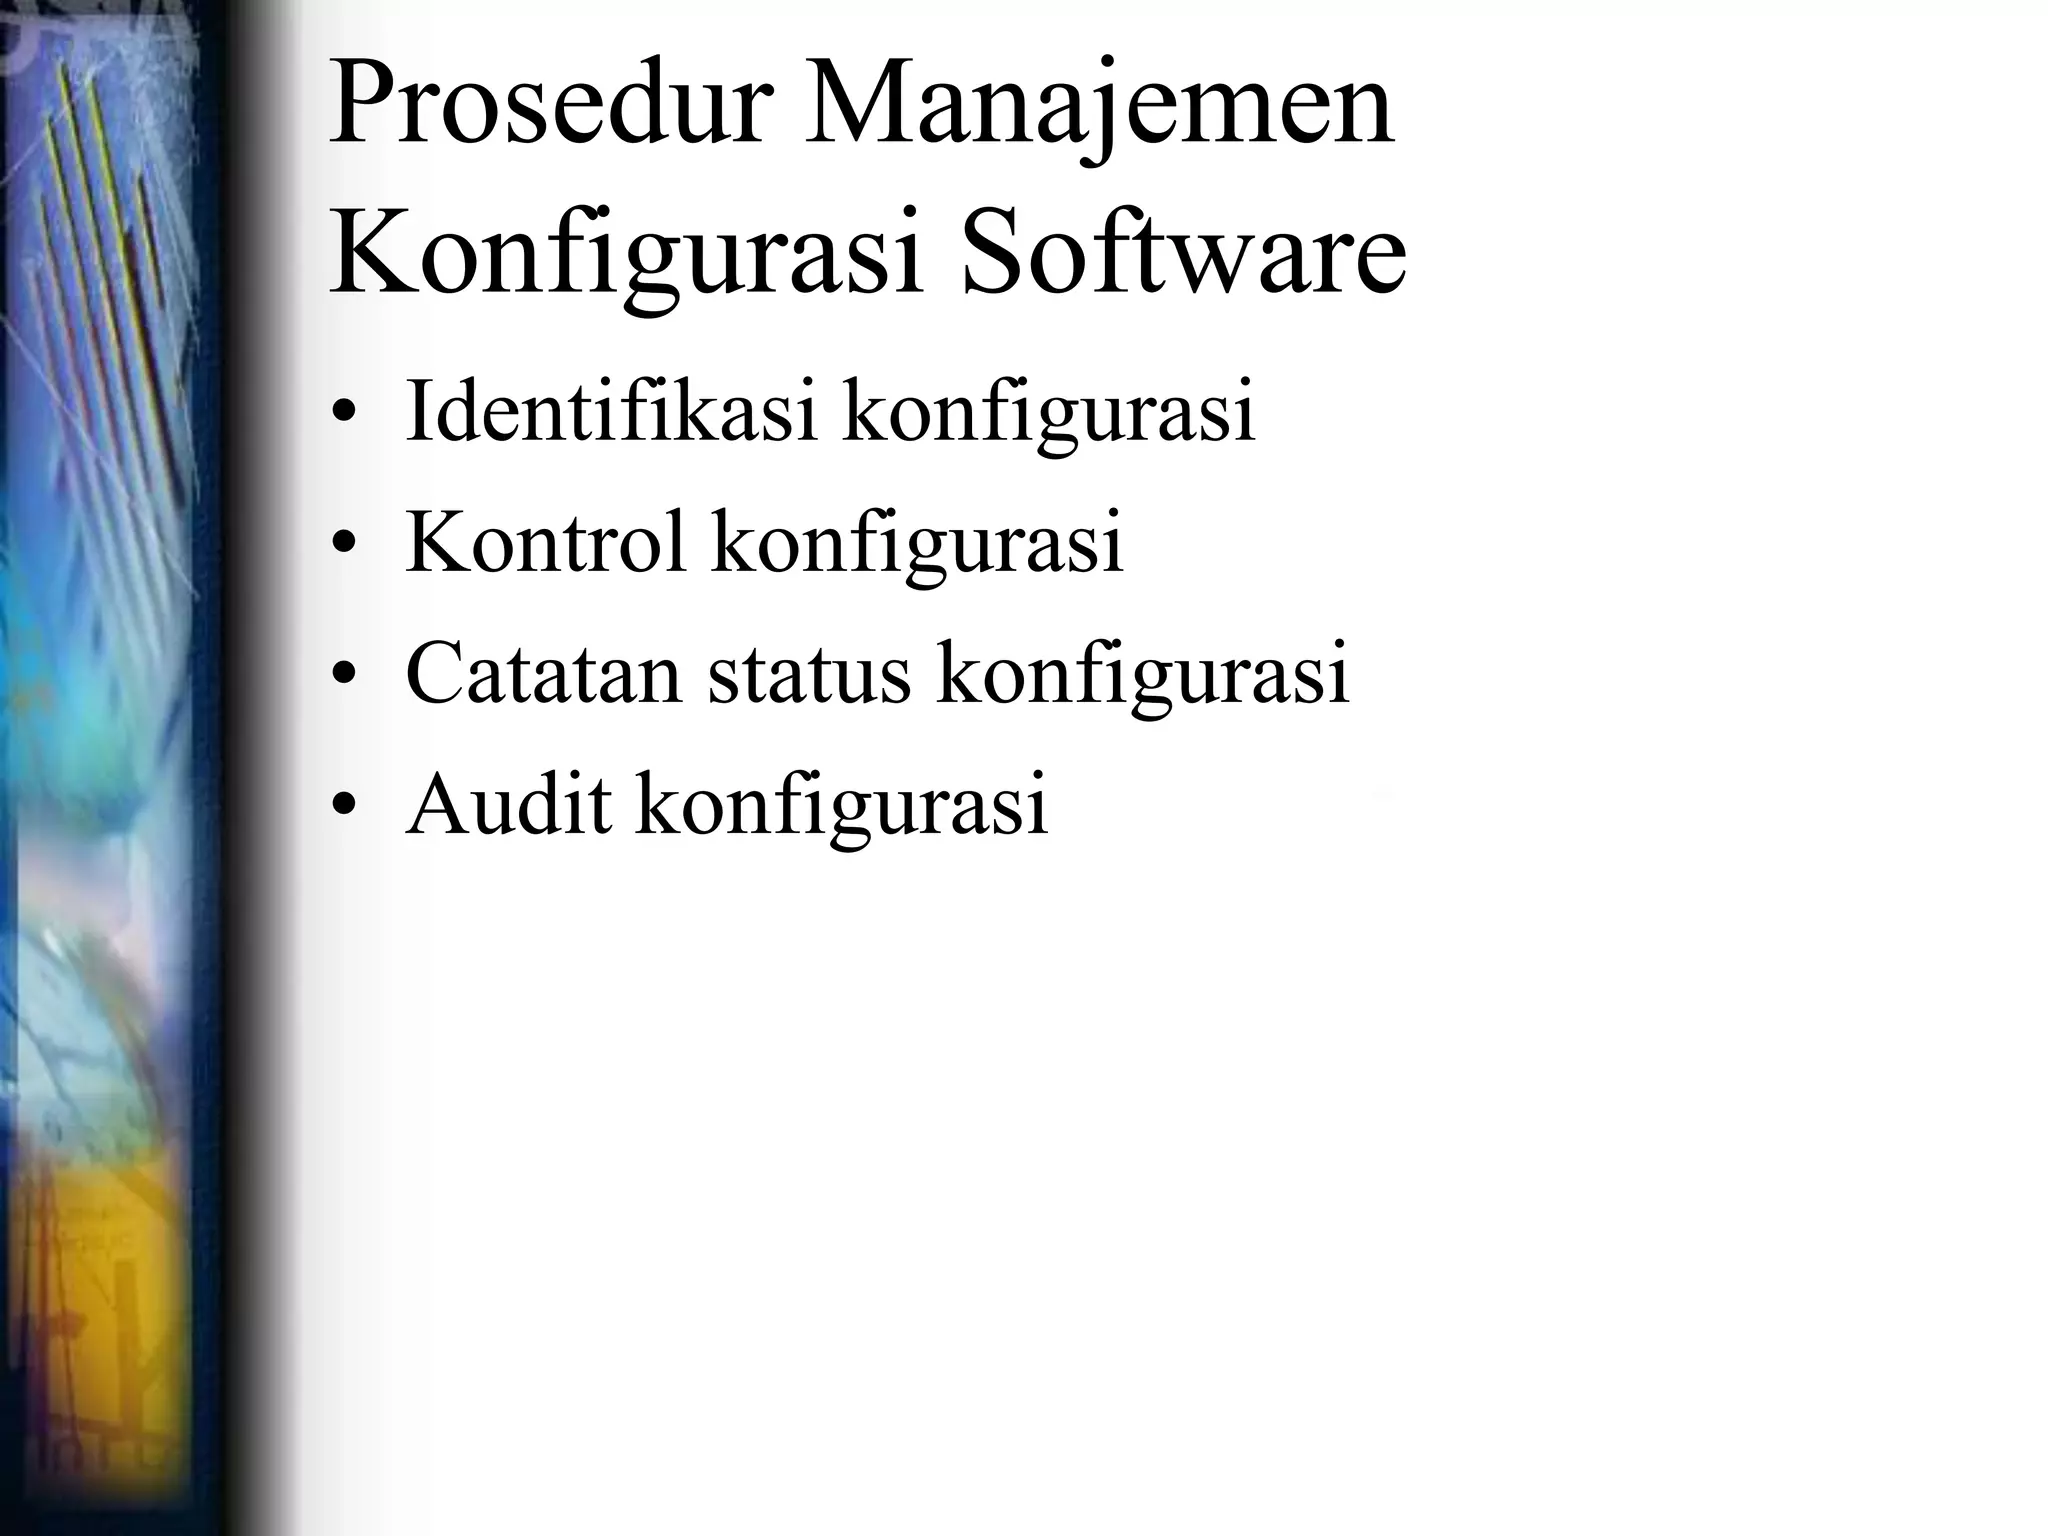 Prosedur Manajemen
Konfigurasi Software
• Identifikasi konfigurasi
• Kontrol konfigurasi
• Catatan status konfigurasi
• Audit konfigurasi